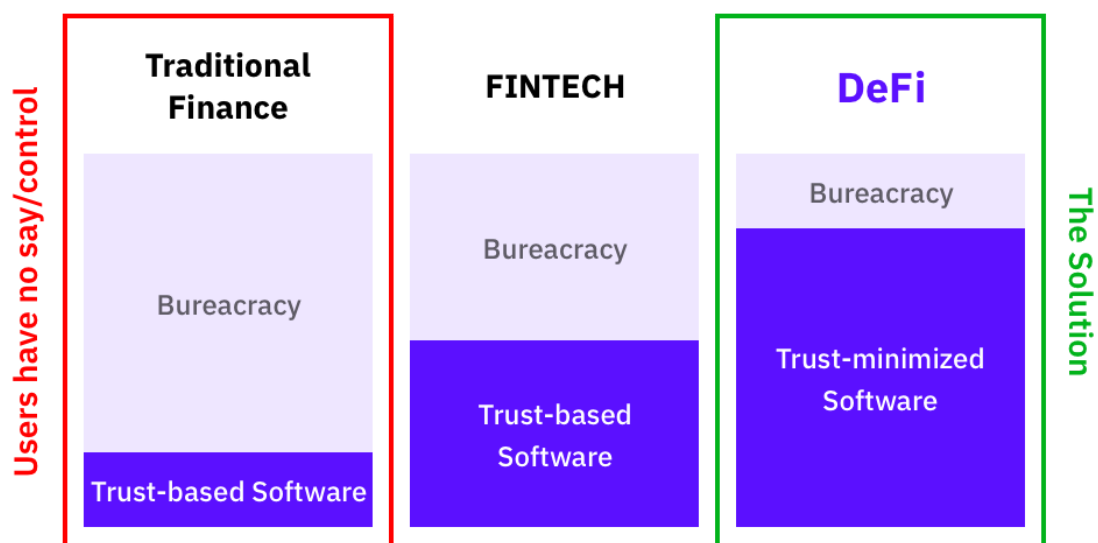 Users have no say/control
Traditional
Finance
Bureacracy
Trust-based Software
FINTECH
Bureacracy
Trust-based
Software
DeFi
Bureacracy
Trust-minimized
Software
The Solution